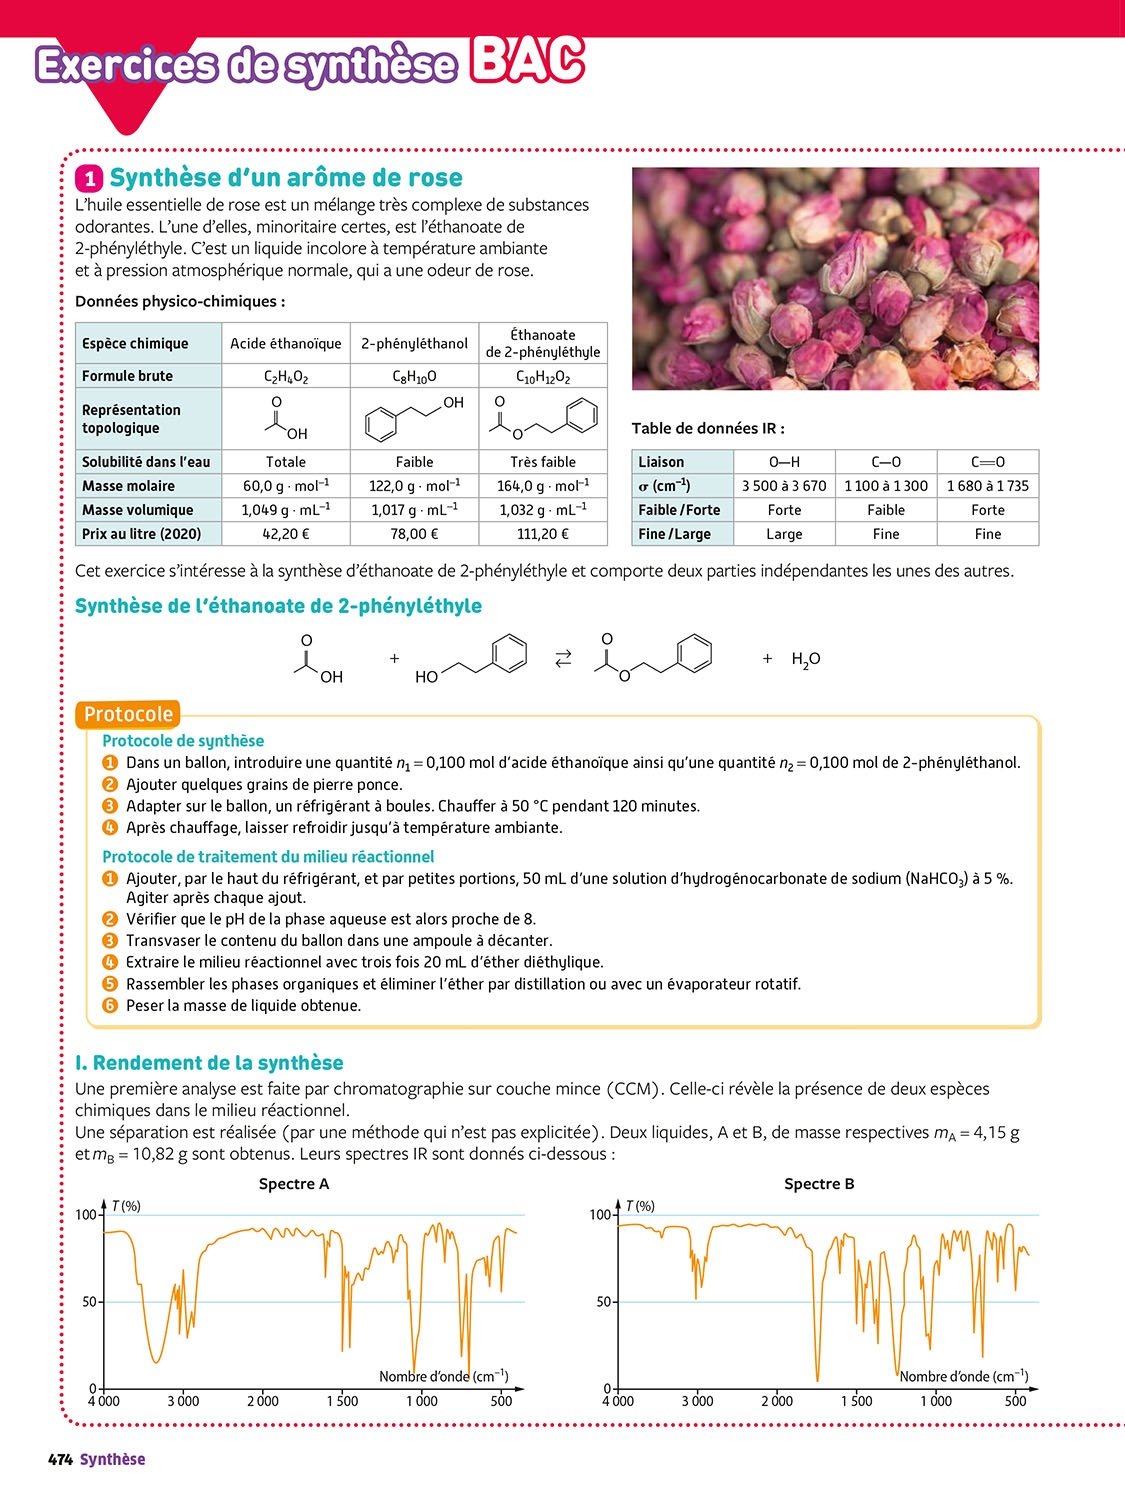 Exercices de synthèse BAC
1 Synthèse d'un arôme de rose
L'huile essentielle de rose est un mélange très complexe de substances
odorantes. L'une d'elles, minoritaire certes, est l'éthanoate de
2-phényléthyle. C'est un liquide incolore à température ambiante
et à pression atmosphérique normale, qui a une odeur de rose.
Données physico-chimiques :
Espèce chimique Acide éthanoïque 2-phényléthanol Éthanoate de 2-phényléthyle
Formule brute C2H4O2 C8H10O C10H12O2
Représentation topologique O OH OH O O
Solubilité dans l'eau Totale Faible Très faible
Masse molaire 60,0 g · mol⁻¹ 122,0 g · mol⁻¹ 164,0 g · mol⁻¹
Masse volumique 1,049 g · mL⁻¹ 1,017 g · mL⁻¹ 1,032 g · mL⁻¹
Prix au litre (2020) 42,20 € 78,00 € 111,20 €
Table de données IR :
Liaison O—H C—O C=O
σ (cm⁻¹) 3 500 à 3 670 1 100 à 1 300 1 680 à 1 735
Faible / Forte Forte Faible Forte
Fine / Large Large Fine Fine
Cet exercice s'intéresse à la synthèse d'éthanoate de 2-phényléthyle et comporte deux parties indépendantes les unes des autres.
Synthèse de l'éthanoate de 2-phényléthyle
O OH + HO ⇄ O O + H₂O
Protocole
Protocole de synthèse
1 Dans un ballon, introduire une quantité n₁ = 0,100 mol d'acide éthanoïque ainsi qu'une quantité n₂ = 0,100 mol de 2-phényléthanol.
2 Ajouter quelques grains de pierre ponce.
3 Adapter sur le ballon, un réfrigérant à boules. Chauffer à 50 °C pendant 120 minutes.
4 Après chauffage, laisser refroidir jusqu'à température ambiante.
Protocole de traitement du milieu réactionnel
1 Ajouter, par le haut du réfrigérant, et par petites portions, 50 mL d'une solution d'hydrogénocarbonate de sodium (NaHCO₃) à 5 %.
Agiter après chaque ajout.
2 Vérifier que le pH de la phase aqueuse est alors proche de 8.
3 Transvaser le contenu du ballon dans une ampoule à décanter.
4 Extraire le milieu réactionnel avec trois fois 20 mL d'éther diéthylique.
5 Rassembler les phases organiques et éliminer l'éther par distillation ou avec un évaporateur rotatif.
6 Peser la masse de liquide obtenue.
I. Rendement de la synthèse
Une première analyse est faite par chromatographie sur couche mince (CCM). Celle-ci révèle la présence de deux espèces
chimiques dans le milieu réactionnel.
Une séparation est réalisée (par une méthode qui n'est pas explicitée). Deux liquides, A et B, de masse respectives mA = 4,15 g
et mB = 10,82 g sont obtenus. Leurs spectres IR sont donnés ci-dessous :
Spectre A
T (%)
100
50
0
Nombre d'onde (cm⁻¹)
4 000 3 000 2 000 1 500 1 000 500
Spectre B
T (%)
100
50
0
Nombre d'onde (cm⁻¹)
4 000 3 000 2 000 1 500 1 000 500
474 Synthèse